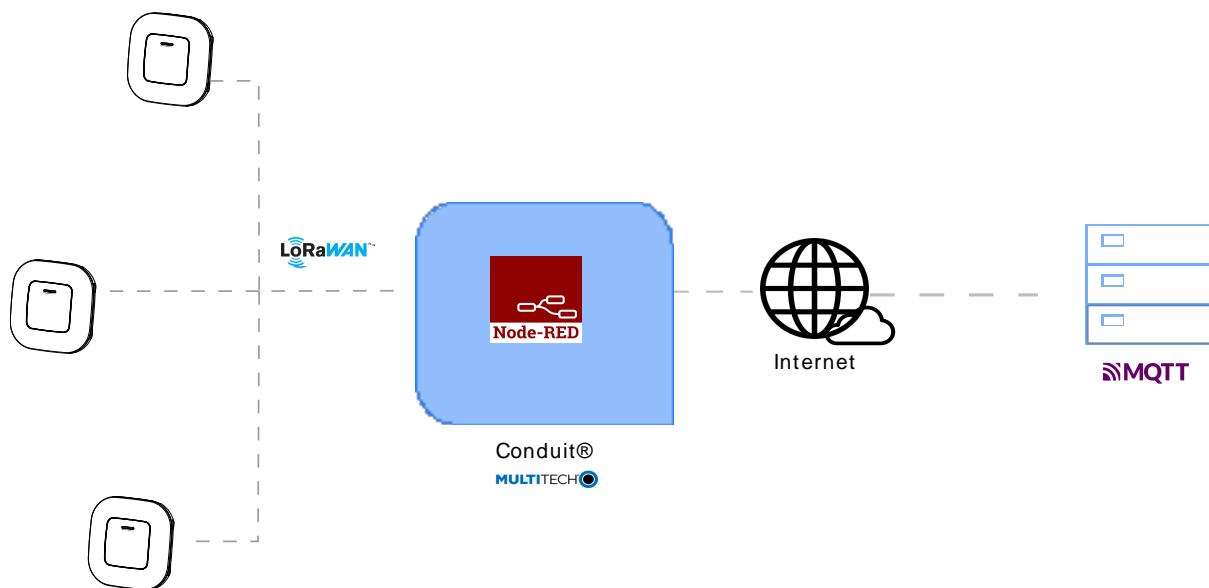 LoRaWAN™
Node-RED
Internet
MQTT
Conduit®
MULTITECH